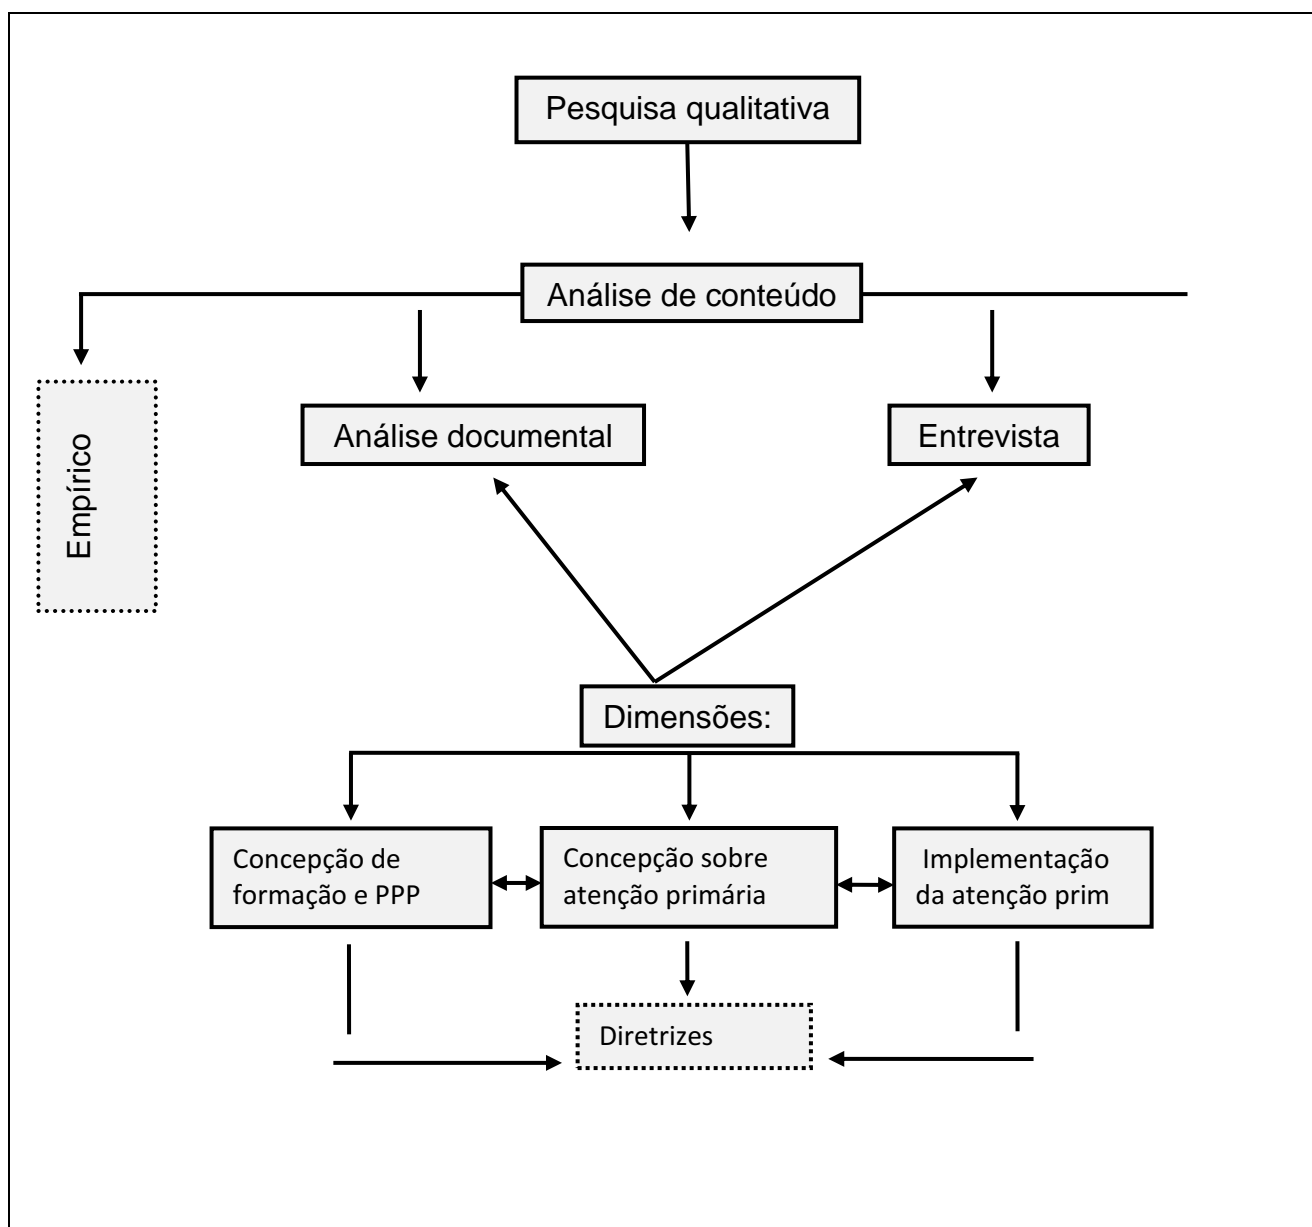 Pesquisa qualitativa
Análise de conteúdo
Empírico
Análise documental
Entrevista
Dimensões:
Concepção de
formação e PPP
Concepção sobre
atenção primária
Implementação
da atenção prim
Diretrizes